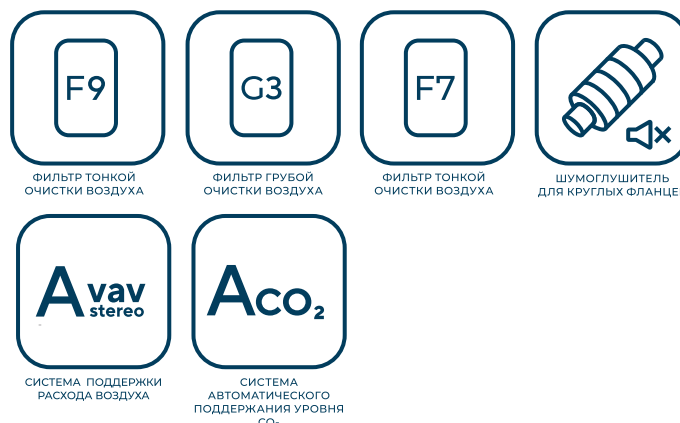 F9
G3
F7
ФИЛЬТР ТОНКОЙ
ОЧИСТКИ ВОЗДУХА
ФИЛЬТР ГРУБОЙ
ОЧИСТКИ ВОЗДУХА
ФИЛЬТР ТОНКОЙ
ОЧИСТКИ ВОЗДУХА
ШУМОГЛУШИТЕЛЬ
ДЛЯ КРУГЛЫХ ФЛАНЦЕ
A vav
stereo
Aco₂
СИСТЕМА ПОДДЕРЖКИ
РАСХОДА ВОЗДУХА
СИСТЕМА
АВТОМАТИЧЕСКОГО
ПОДДЕРЖАНИЯ УРОВНЯ